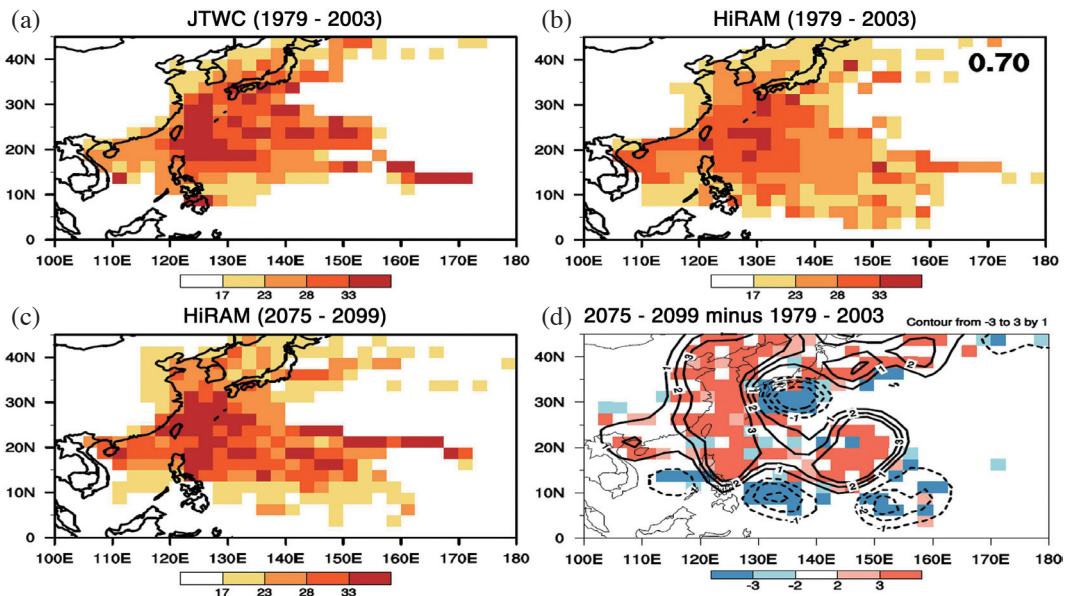 (a) JTWC (1979 - 2003)
40N
30N
20N
10N
0
100E 110E 120E 130E 140E 150E 160E 170E 180
17 23 28 33
(b) HiRAM (1979 - 2003)
0.70
40N
30N
20N
10N
0
100E 110E 120E 130E 140E 150E 160E 170E 180
17 23 28 33
(c) HiRAM (2075 - 2099)
40N
30N
20N
10N
0
100E 110E 120E 130E 140E 150E 160E 170E 180
17 23 28 33
(d) 2075 - 2099 minus 1979 - 2003
Contour from -3 to 3 by 1
40N
30N
20N
10N
0
100E 110E 120E 130E 140E 150E 160E 170E 180
-3 -2 2 3